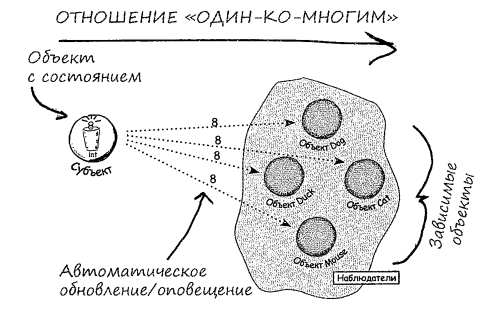 ОТНОШЕНИЕ «ОДИН-КО-МНОГИМ»
Объект
с состоянием
8
int
Субъект
8
8
8
8
Объект Dog
Объект Duck
Объект Cat
Объект Mouse
Наблюдатели
Зависимые
объекты
Автоматическое
обновление/оповещение